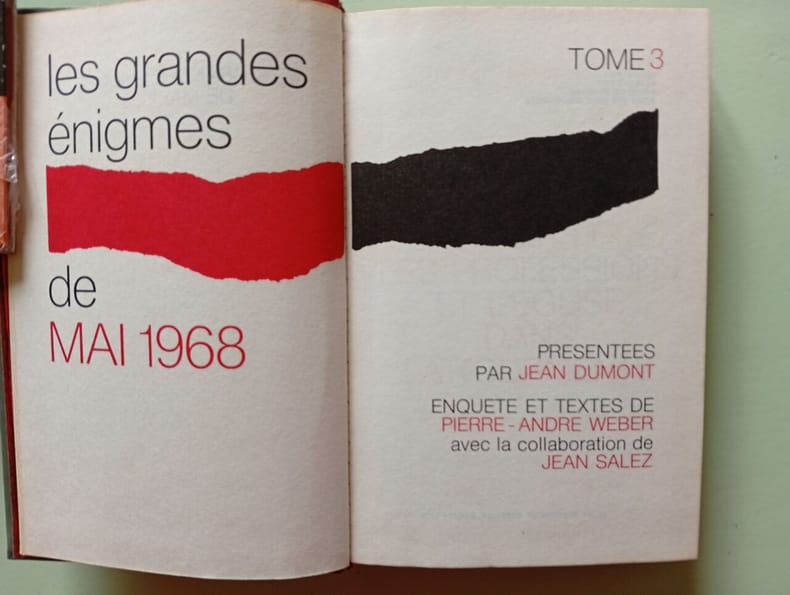 les grandes
énigmes
de
MAI 1968
TOME 3
PRESENTEES
PAR JEAN DUMONT
ENQUETE ET TEXTES DE
PIERRE-ANDRE WEBER
avec la collaboration de
JEAN SALEZ